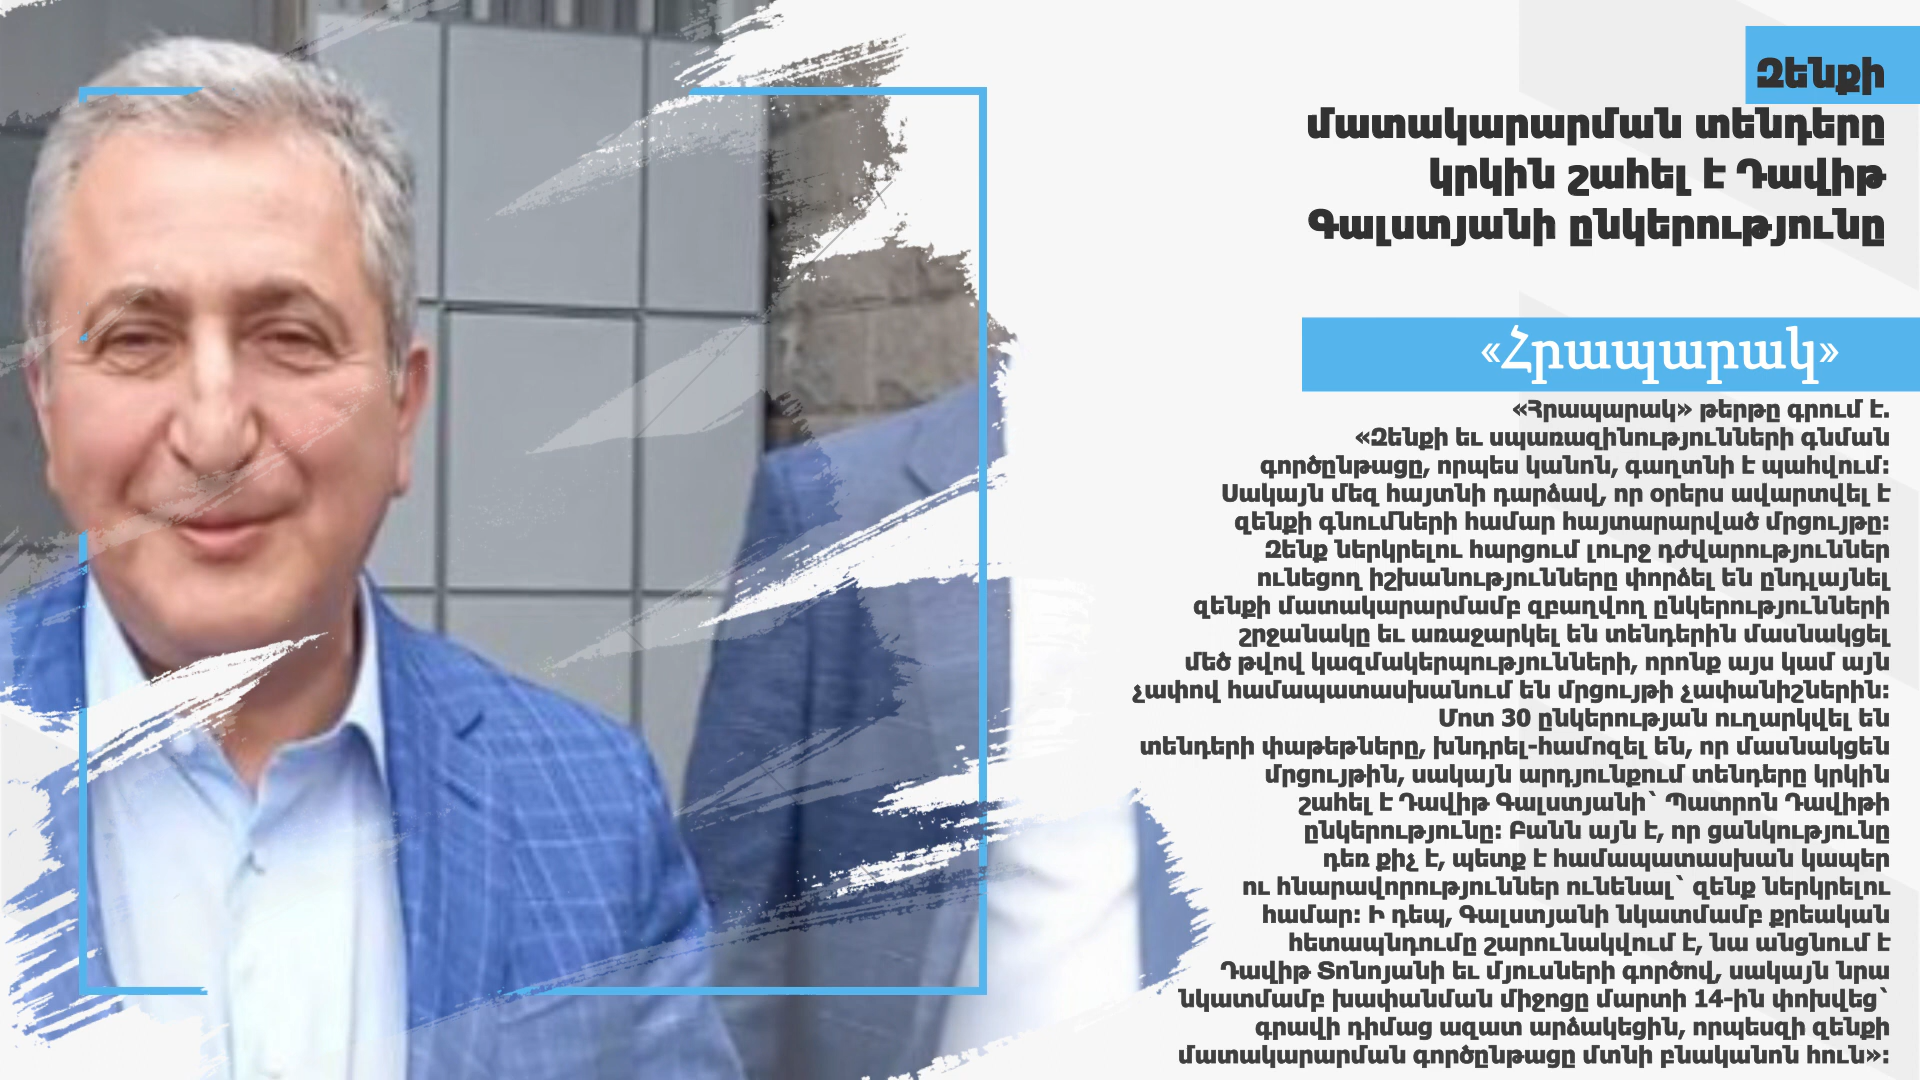 Զենքի
մատակարարման տենդերը
կրկին շահել է Դավիթ
Գալստյանի ընկերությունը
«Հրապարակ»
«Հրապարակ» թերթը գրում է.
«Զենքի եւ սպառազինությունների գնման
գործընթացը, որպես կանոն, գաղտնի է պահվում:
Սակայն մեզ հայտնի դարձավ, որ օրերս ավարտվել է
զենքի գնումների համար հայտարարված մրցույթը:
Զենք ներկրելու հարցում լուրջ դժվարություններ
ունեցող իշխանությունները փորձել են ընդլայնել
զենքի մատակարարմամբ զբաղվող ընկերությունների
շրջանակը եւ առաջարկել են տենդերին մասնակցել
մեծ թվով կազմակերպությունների, որոնք այս կամ այն
չափով համապատասխանում են մրցույթի չափանիշներին:
Մոտ 30 ընկերության ուղարկվել են
տենդերի փաթեթները, խնդրել-համոզել են, որ մասնակցեն
մրցույթին, սակայն արդյունքում տենդերը կրկին
շահել է Դավիթ Գալստյանի` Պատրոն Դավիթի
ընկերությունը: Բանն այն է, որ ցանկությունը
դեռ քիչ է, պետք է համապատասխան կապեր
ու հնարավորություններ ունենալ` զենք ներկրելու
համար: Ի դեպ, Գալստյանի նկատմամբ քրեական
հետապնդումը շարունակվում է, նա անցնում է
Դավիթ Տոնոյանի եւ մյուսների գործով, սակայն նրա
նկատմամբ խափանման միջոցը մարտի 14-ին փոխվեց`
գրավի դիմաց ազատ արձակեցին, որպեսզի զենքի
մատակարարման գործընթացը մտնի բնականոն հուն»: